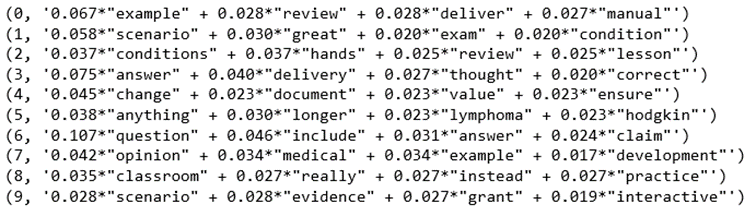 (0, '0.067*"example" + 0.028*"review" + 0.028*"deliver" + 0.027*"manual"')
(1, '0.058*"scenario" + 0.030*"great" + 0.020*"exam" + 0.020*"condition"')
(2, '0.037*"conditions" + 0.037*"hands" + 0.025*"review" + 0.025*"lesson"')
(3, '0.075*"answer" + 0.040*"delivery" + 0.027*"thought" + 0.020*"correct"')
(4, '0.045*"change" + 0.023*"document" + 0.023*"value" + 0.023*"ensure"')
(5, '0.038*"anything" + 0.030*"longer" + 0.023*"lymphoma" + 0.023*"hodgkin"')
(6, '0.107*"question" + 0.046*"include" + 0.031*"answer" + 0.024*"claim"')
(7, '0.042*"opinion" + 0.034*"medical" + 0.034*"example" + 0.017*"development"')
(8, '0.035*"classroom" + 0.027*"really" + 0.027*"instead" + 0.027*"practice"')
(9, '0.028*"scenario" + 0.028*"evidence" + 0.027*"grant" + 0.019*"interactive"')